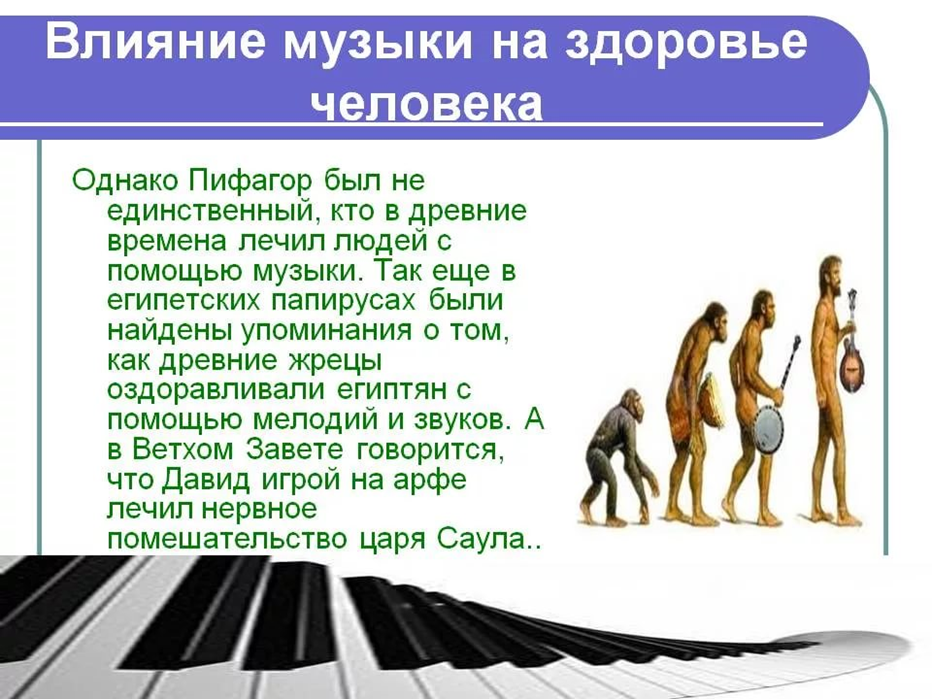 Влияние музыки на здоровье
человека
Однако Пифагор был не
единственный, кто в древние
времена лечил людей с
помощью музыки. Так еще в
египетских папирусах были
найдены упоминания о том,
как древние жрецы
оздоравливали египтян с
помощью мелодий и звуков. А
в Ветхом Завете говорится,
что Давид игрой на арфе
лечил нервное
помешательство царя Саула..